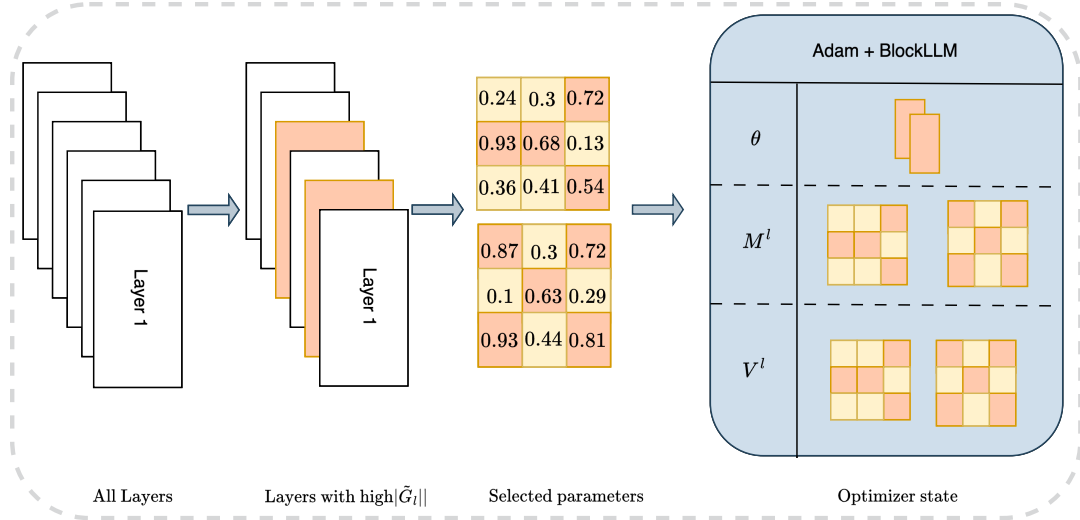 Adam + BlockLLM
Layer 1
Layer 1
0.24 0.3 0.72
0.93 0.68 0.13
0.36 0.41 0.54
0.87 0.3 0.72
0.1 0.63 0.29
0.93 0.44 0.81
θ
M^l
V^l
All Layers
Layers with high|G̃_l||
Selected parameters
Optimizer state